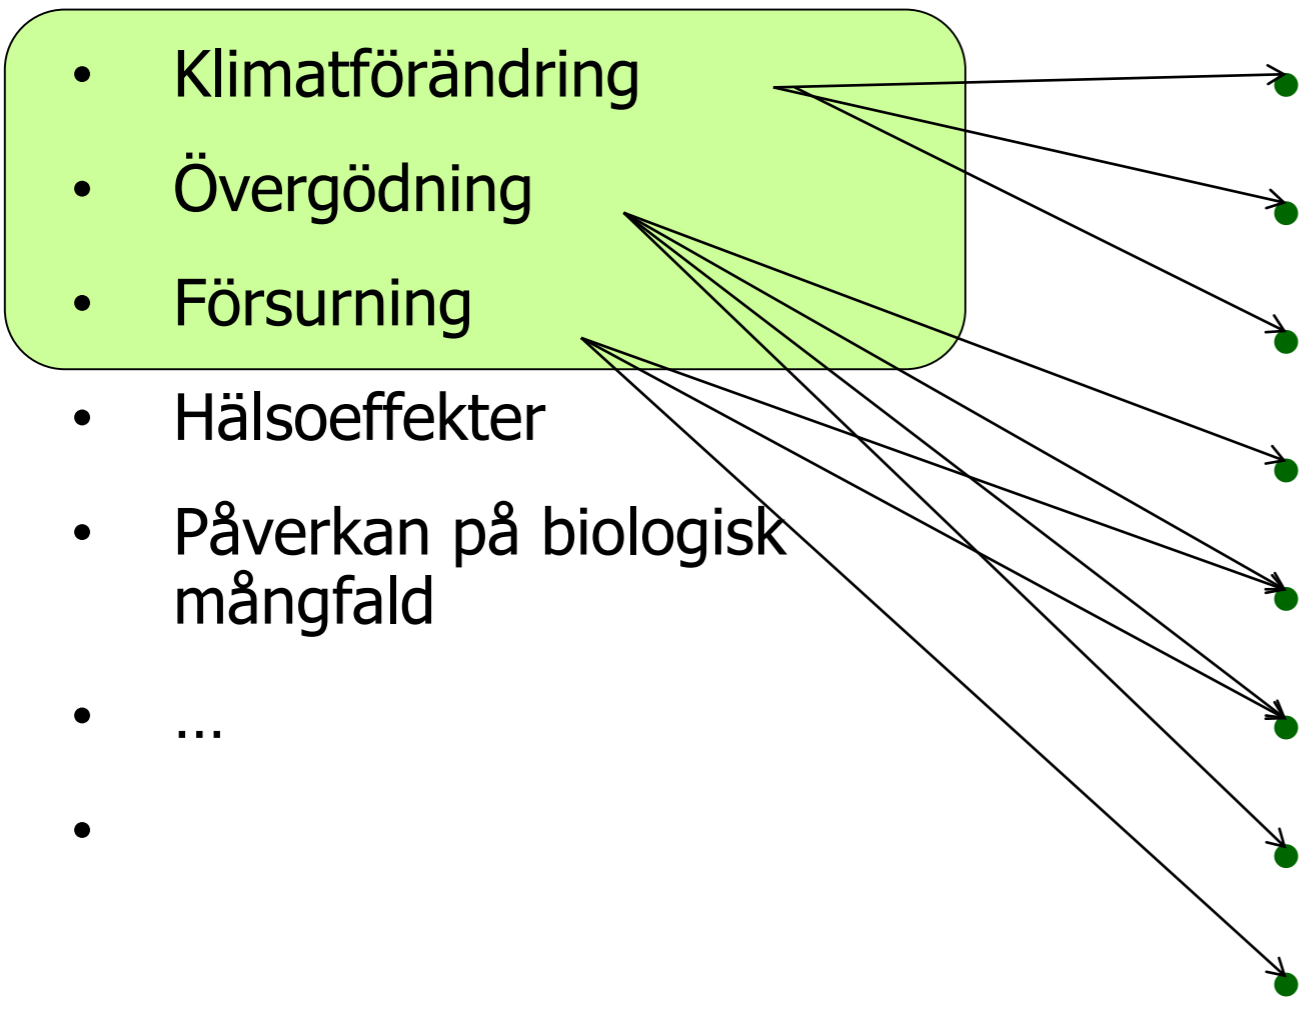 • Klimatförändring
• Övergödning
• Försurning
• Hälsoeffekter
• Påverkan på biologisk
mångfald
• ...
•